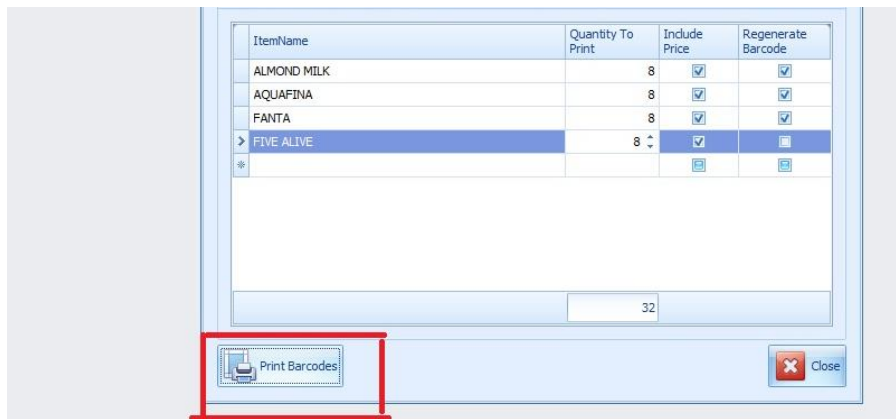 ItemName Quantity To Print Include Price Regenerate Barcode
ALMOND MILK 8
AQUAFINA 8
FANTA 8
FIVE ALIVE 8
32
Print Barcodes Close